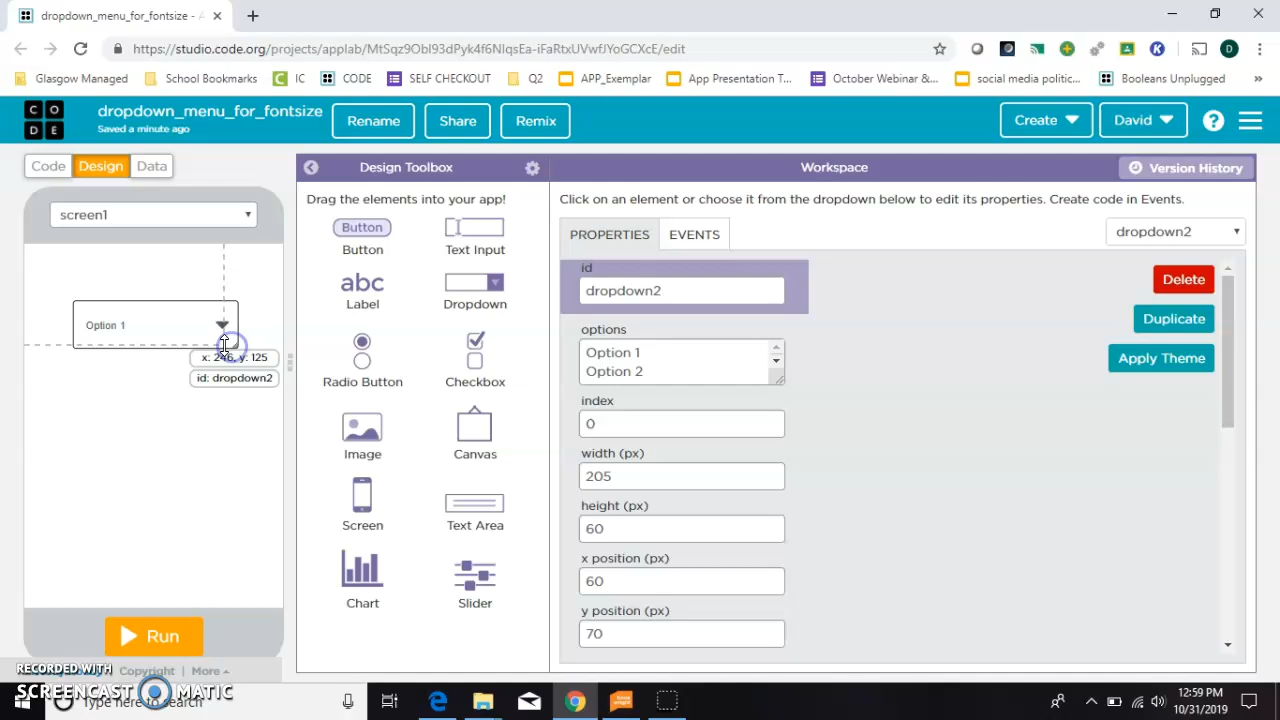 dropdown_menu_for_fontsize - A
https://studio.code.org/projects/applab/MtSqz9Obl93dPyk4f6NlqsEa-iFaRtxUVwfJYoGCXcE/edit
Glasgow Managed
School Bookmarks
IC
CODE
SELF CHECKOUT
Q2
APP_Exemplar
App Presentation T...
October Webinar &...
social media politic...
Booleans Unplugged
»
C O
D E
dropdown_menu_for_fontsize
Saved a minute ago
Rename
Share
Remix
Create
David
?
Code
Design
Data
Design Toolbox
Workspace
Version History
screen1
Drag the elements into your app!
Click on an element or choose it from the dropdown below to edit its properties. Create code in Events.
Button
Button
Text Input
abc
Label
Dropdown
Radio Button
Checkbox
Image
Canvas
Screen
Text Area
Chart
Slider
Option 1
x: 246, y: 125
id: dropdown2
Run
PROPERTIES
EVENTS
dropdown2
id
dropdown2
options
Option 1
Option 2
index
0
width (px)
205
height (px)
60
x position (px)
60
y position (px)
70
Delete
Duplicate
Apply Theme
Copyright
More
RECORDED WITH
SCREENCAST MATIC
Type here to search
12:59 PM
10/31/2019